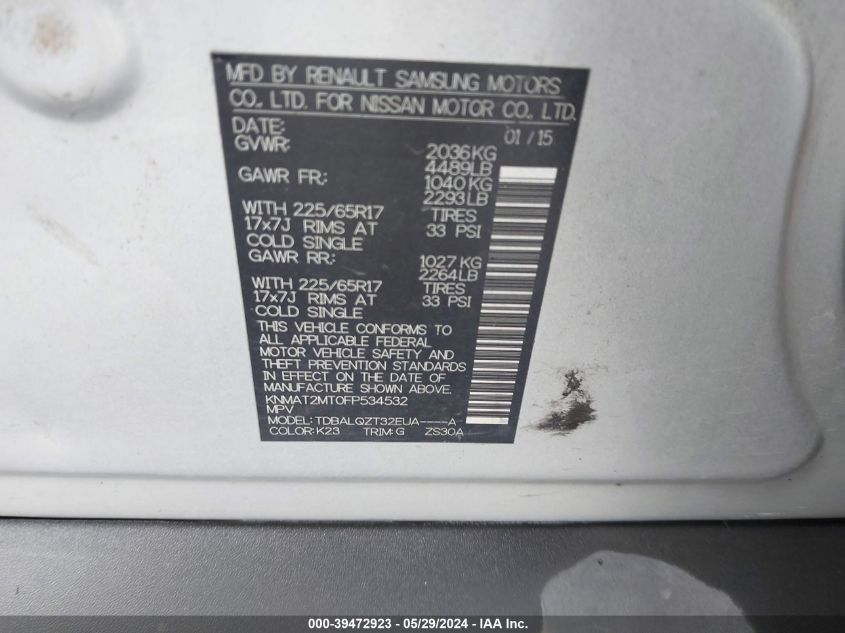 MFD BY RENAULT SAMSUNG MOTORS
CO., LTD. FOR NISSAN MOTOR CO., LTD.
DATE: 01/15
GVWR: 2036KG
4489LB
GAWR FR: 1040KG
2293LB
WITH 225/65R17 TIRES
17x7J RIMS AT 33 PSI
COLD SINGLE
GAWR RR: 1027KG
2264LB
WITH 225/65R17 TIRES
17x7J RIMS AT 33 PSI
COLD SINGLE
THIS VEHICLE CONFORMS TO
ALL APPLICABLE FEDERAL
MOTOR VEHICLE SAFETY AND
THEFT PREVENTION STANDARDS
IN EFFECT ON THE DATE OF
MANUFACTURE SHOWN ABOVE.
KNMAT2MT0FP534532
MPV
MODEL: TDBALQZT32EUA----A
COLOR:K23 TRIM:G ZS30A
000-39472923 - 05/29/2024 - IAA Inc.